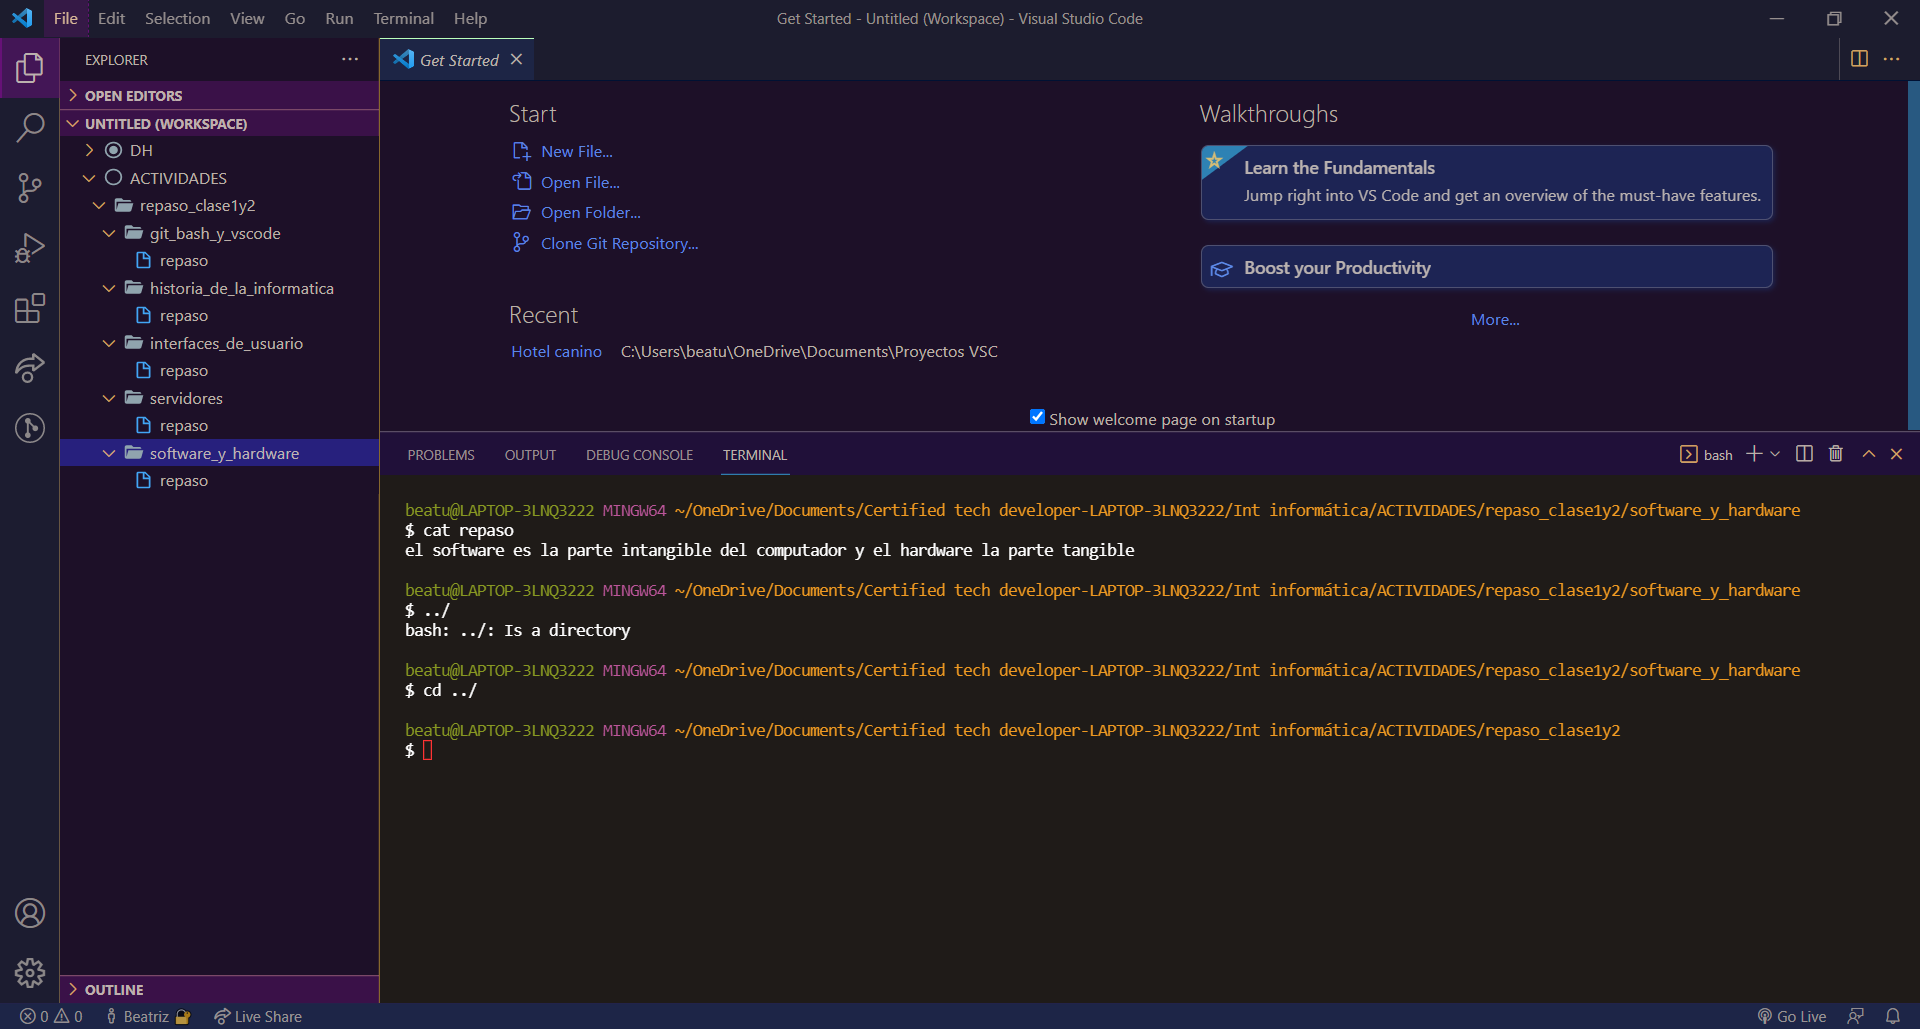 File Edit Selection View Go Run Terminal Help
Get Started - Untitled (Workspace) - Visual Studio Code
EXPLORER
OPEN EDITORS
UNTITLED (WORKSPACE)
DH
ACTIVIDADES
repaso_clase1y2
git_bash_y_vscode
repaso
historia_de_la_informatica
repaso
interfaces_de_usuario
repaso
servidores
repaso
software_y_hardware
repaso
OUTLINE
Get Started
Start
New File...
Open File...
Open Folder...
Clone Git Repository...
Recent
Hotel canino C:\Users\beatu\OneDrive\Documents\Proyectos VSC
Walkthroughs
Learn the Fundamentals
Jump right into VS Code and get an overview of the must-have features.
Boost your Productivity
More...
Show welcome page on startup
PROBLEMS OUTPUT DEBUG CONSOLE TERMINAL
bash
beatu@LAPTOP-3LNQ3222 MINGW64 ~/OneDrive/Documents/Certified tech developer-LAPTOP-3LNQ3222/Int informática/ACTIVIDADES/repaso_clase1y2/software_y_hardware
$ cat repaso
el software es la parte intangible del computador y el hardware la parte tangible
beatu@LAPTOP-3LNQ3222 MINGW64 ~/OneDrive/Documents/Certified tech developer-LAPTOP-3LNQ3222/Int informática/ACTIVIDADES/repaso_clase1y2/software_y_hardware
$ ../
bash: ../: Is a directory
beatu@LAPTOP-3LNQ3222 MINGW64 ~/OneDrive/Documents/Certified tech developer-LAPTOP-3LNQ3222/Int informática/ACTIVIDADES/repaso_clase1y2/software_y_hardware
$ cd ../
beatu@LAPTOP-3LNQ3222 MINGW64 ~/OneDrive/Documents/Certified tech developer-LAPTOP-3LNQ3222/Int informática/ACTIVIDADES/repaso_clase1y2
$
0 0 Beatriz Live Share
Go Live